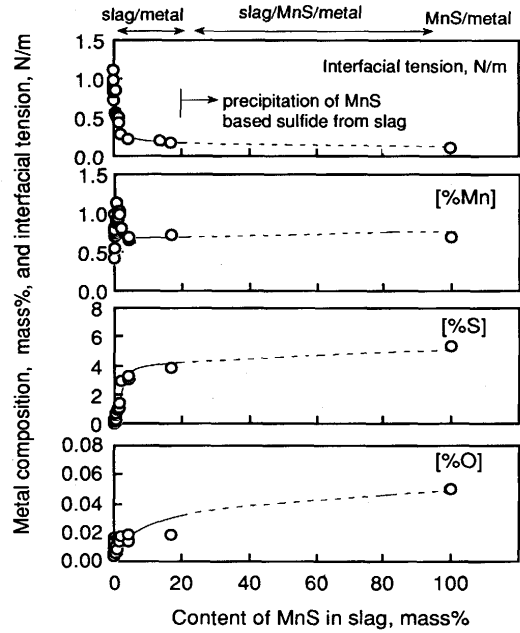 slag/metal
slag/MnS/metal
MnS/metal
Metal composition, mass%, and interfacial tension, N/m
1.5
1.0
0.5
0.0
Interfacial tension, N/m
precipitation of MnS
based sulfide from slag
1.5
1.0
0.5
0.0
[%Mn]
8
6
4
2
0
[%S]
0.08
0.06
0.04
0.02
0.00
[%O]
0 20 40 60 80 100
Content of MnS in slag, mass%